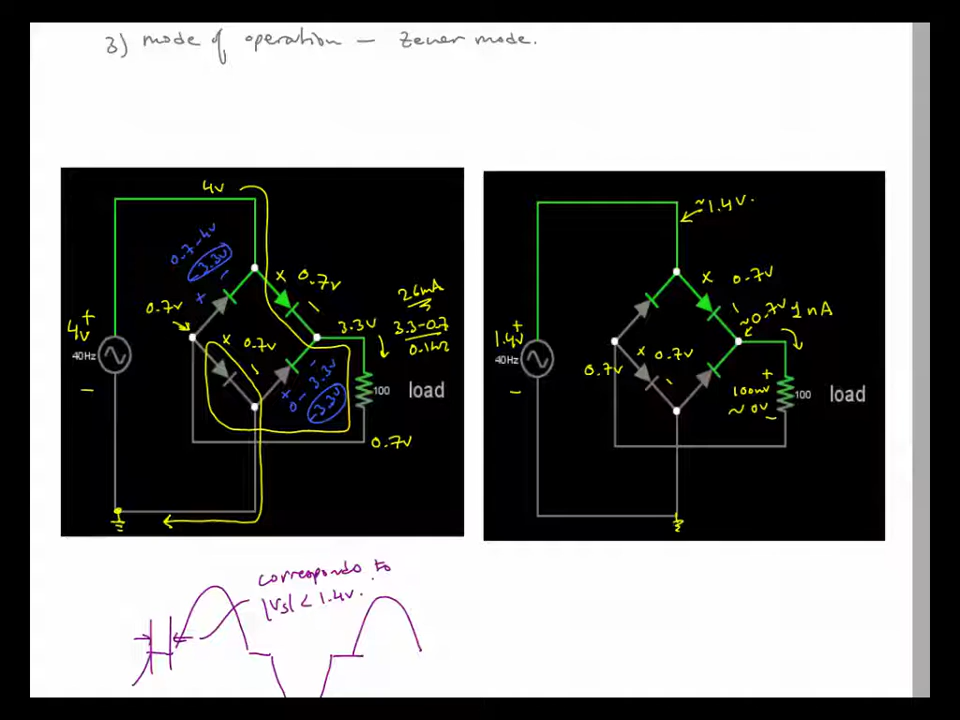 3) mode of operation – Zener mode.
4v
0.7-4v
-3.3v
- +
+ 0.7v -
0.7v
4v
+
-
40Hz
+ 0.7v -
3.3v
26mA
3.3-0.7
0.1kΩ
- +
0-3.3v
-3.3v
100
load
0.7v
~1.4v.
+ 0.7v -
~0.7v 1nA
1.4v
+
-
40Hz
0.7v
+ 0.7v -
+
100nv
~0v
-
100
load
corresponds to
|Vs| < 1.4v.